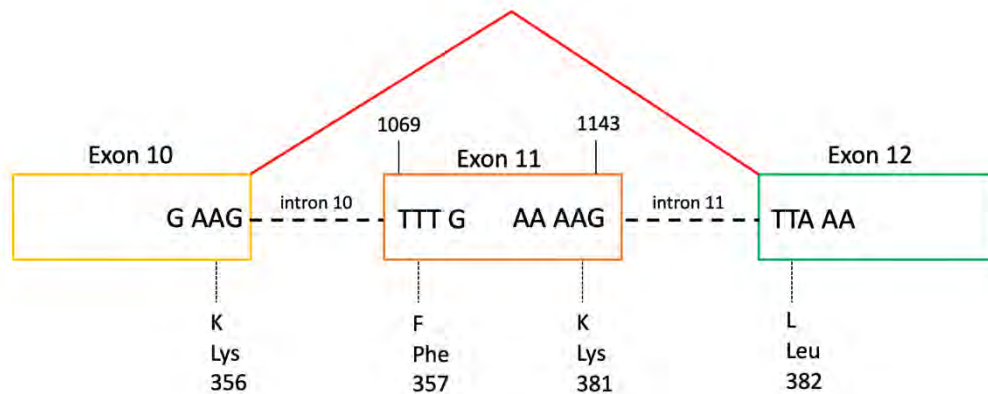 1069
1143
Exon 10
Exon 11
Exon 12
G AAG
intron 10
TTT G
AA AAG
intron 11
TTA AA
K
Lys
356
F
Phe
357
K
Lys
381
L
Leu
382